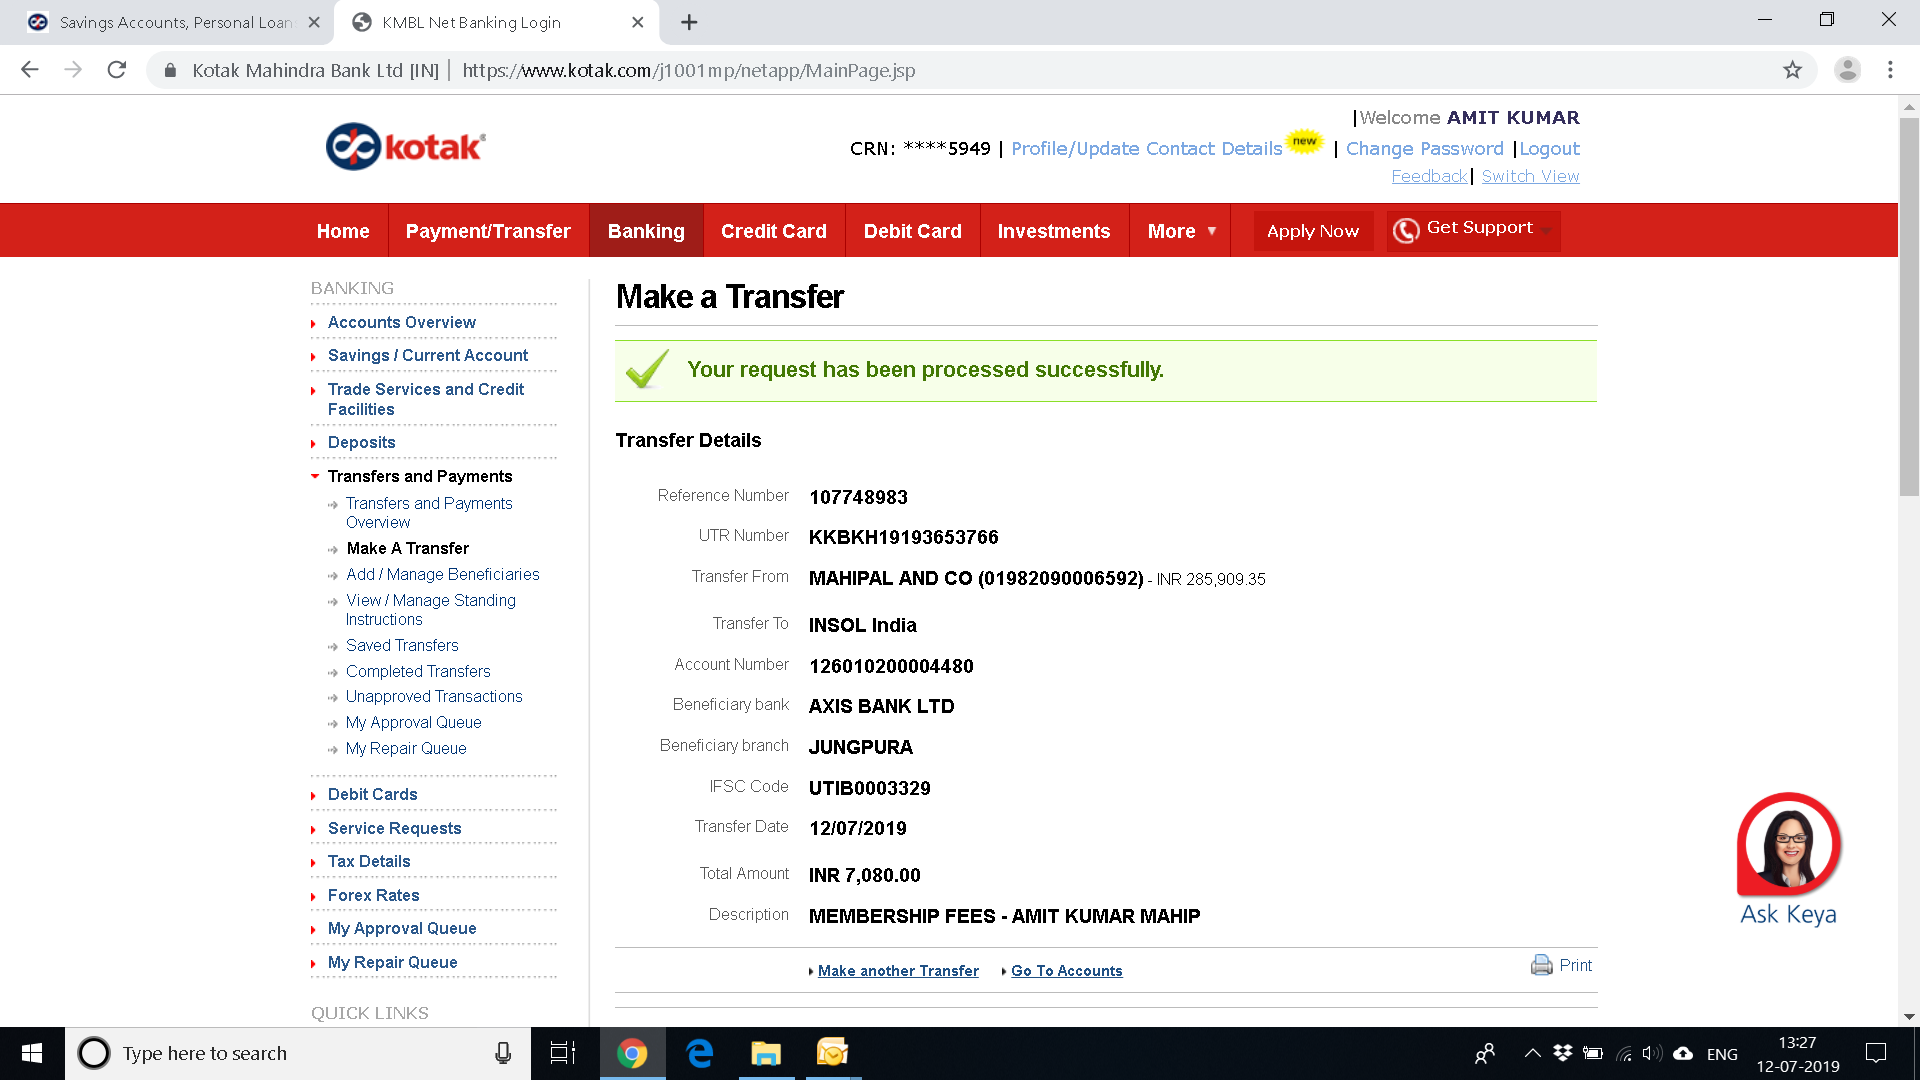 Savings Accounts, Personal Loan
KMBL Net Banking Login
Kotak Mahindra Bank Ltd [IN] | https://www.kotak.com/j1001mp/netapp/MainPage.jsp
kotak
|Welcome AMIT KUMAR
CRN: ****5949 | Profile/Update Contact Details new | Change Password |Logout
Feedback| Switch View
Home Payment/Transfer Banking Credit Card Debit Card Investments More Apply Now Get Support
BANKING
Accounts Overview
Savings / Current Account
Trade Services and Credit
Facilities
Deposits
Transfers and Payments
Transfers and Payments
Overview
Make A Transfer
Add / Manage Beneficiaries
View / Manage Standing
Instructions
Saved Transfers
Completed Transfers
Unapproved Transactions
My Approval Queue
My Repair Queue
Debit Cards
Service Requests
Tax Details
Forex Rates
My Approval Queue
My Repair Queue
QUICK LINKS
Make a Transfer
Your request has been processed successfully.
Transfer Details
Reference Number 107748983
UTR Number KKBKH19193653766
Transfer From MAHIPAL AND CO (01982090006592) - INR 285,909.35
Transfer To INSOL India
Account Number 126010200004480
Beneficiary bank AXIS BANK LTD
Beneficiary branch JUNGPURA
IFSC Code UTIB0003329
Transfer Date 12/07/2019
Total Amount INR 7,080.00
Description MEMBERSHIP FEES - AMIT KUMAR MAHIP
Make another Transfer Go To Accounts Print
Ask Keya
Type here to search
ENG
13:27
12-07-2019